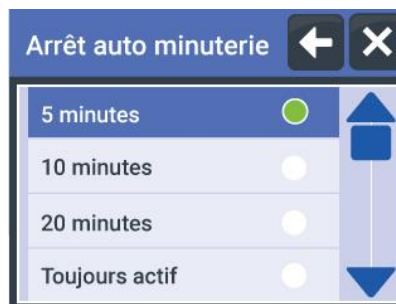 Arrêt auto minuterie
5 minutes
10 minutes
20 minutes
Toujours actif